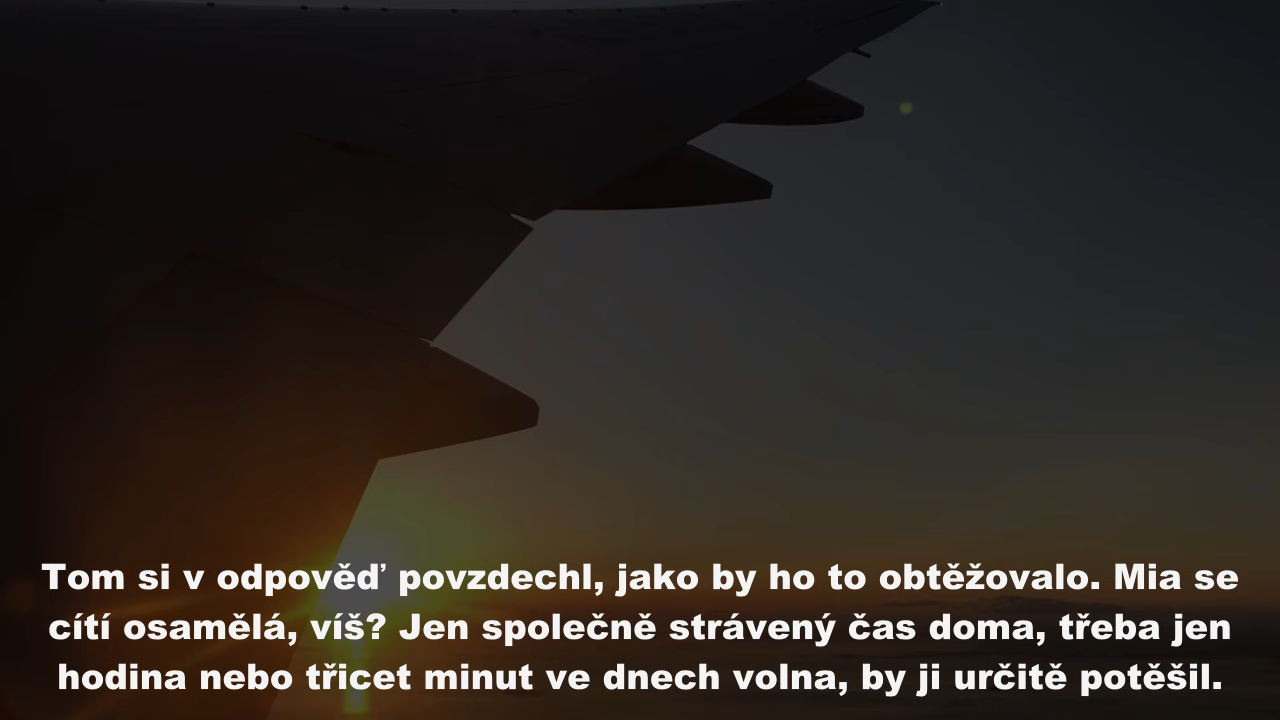 Tom si v odpověď povzdechl, jako by ho to obtěžovalo. Mia se
cítí osamělá, víš? Jen společně strávený čas doma, třeba jen
hodina nebo třicet minut ve dnech volna, by ji určitě potěšil.